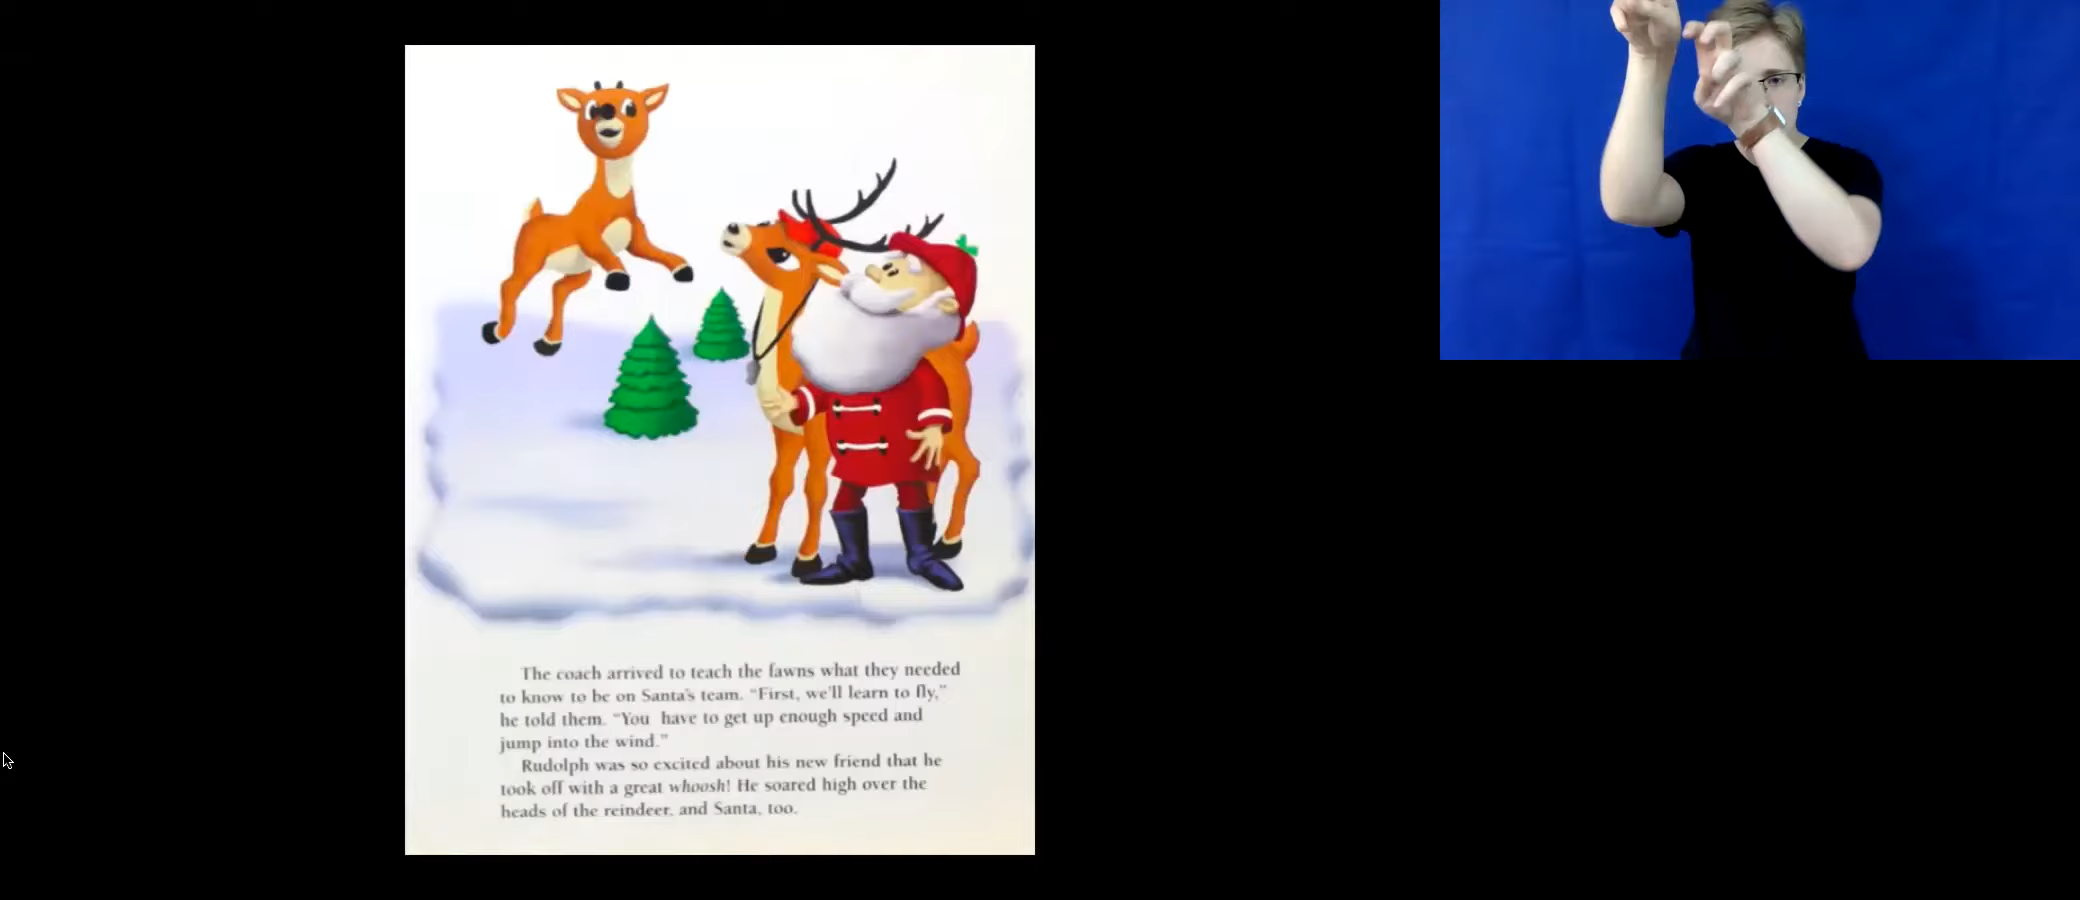 The coach arrived to teach the fawns what they needed
to know to be on Santa's team. “First, we'll learn to fly,”
he told them. “You have to get up enough speed and
jump into the wind.”
Rudolph was so excited about his new friend that he
took off with a great whoosh! He soared high over the
heads of the reindeer, and Santa, too.